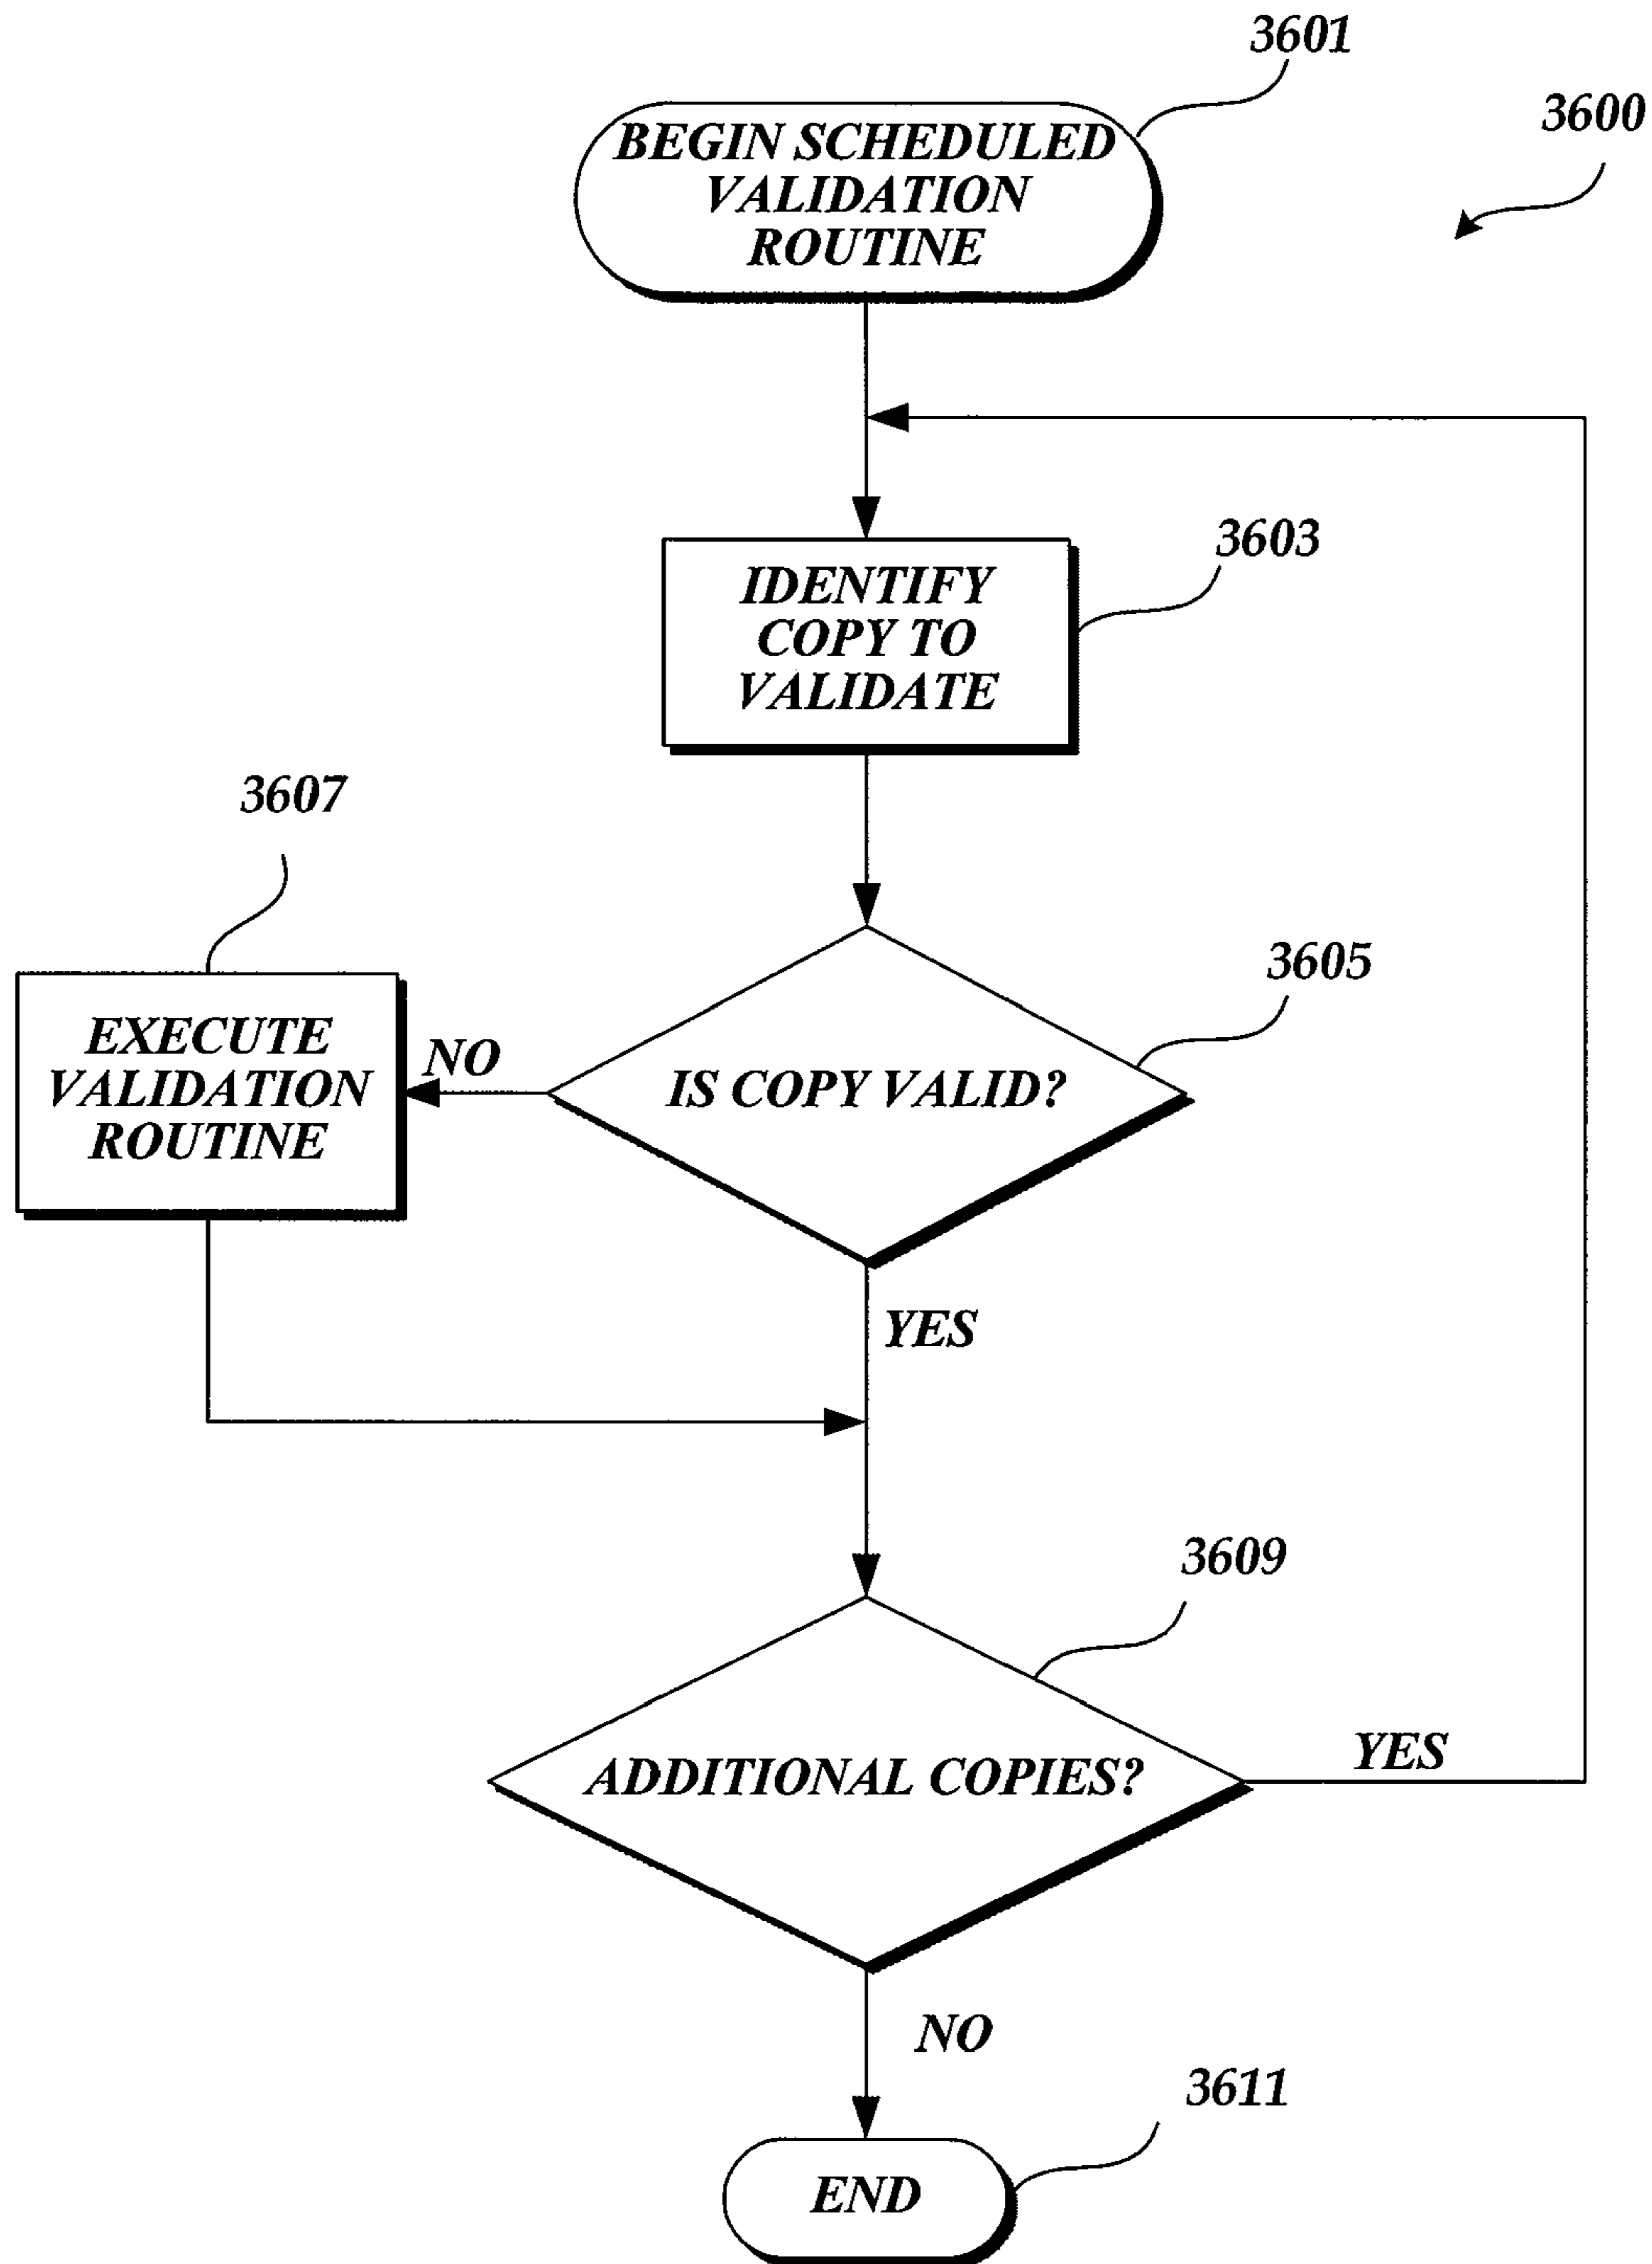 3601
3600
BEGIN SCHEDULED
VALIDATION
ROUTINE
3603
IDENTIFY
COPY TO
VALIDATE
3607
3605
EXECUTE
VALIDATION
ROUTINE
NO
IS COPY VALID?
YES
3609
ADDITIONAL COPIES?
YES
NO
3611
END